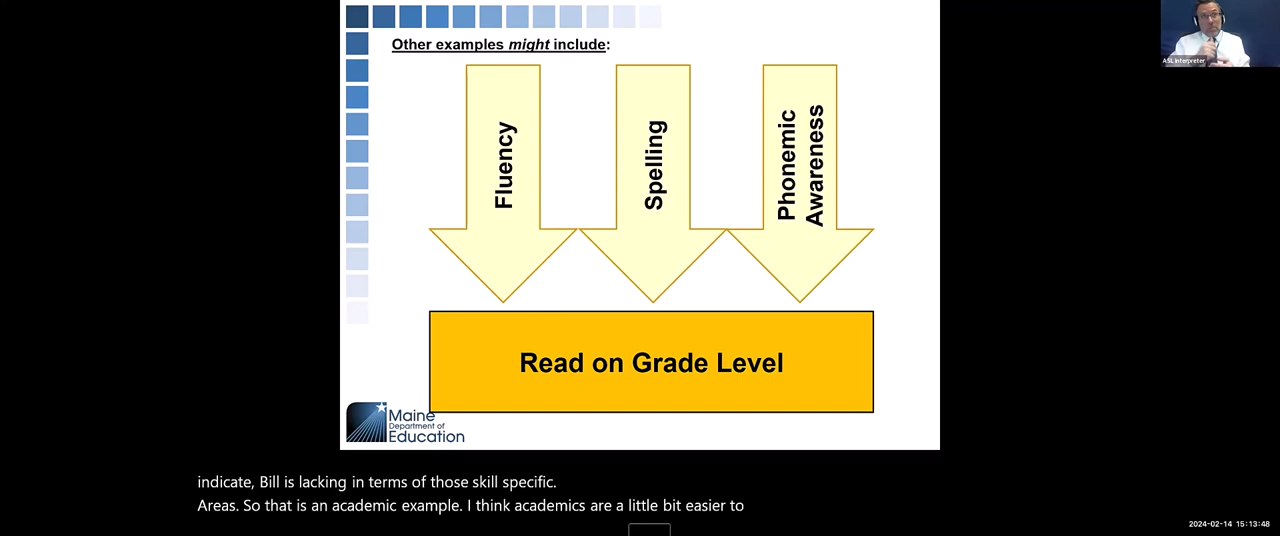 Other examples might include:
Fluency
Spelling
Phonemic
Awareness
Read on Grade Level
Maine
Department of
Education
ASL Interpreter
indicate, Bill is lacking in terms of those skill specific.
Areas. So that is an academic example. I think academics are a little bit easier to
2024-02-14 15:13:48